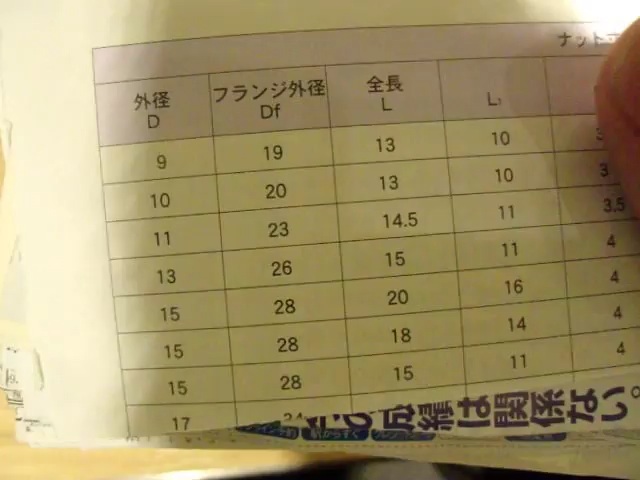 ナット
外径 フランジ外径 全長
D Df L L₁
9 19 13 10 3
10 20 13 10 3
11 23 14.5 11 3.5
13 26 15 11 4
15 28 20 16 4
15 28 18 14 4
15 28 15 11 4
17 34
成績は関係ない。